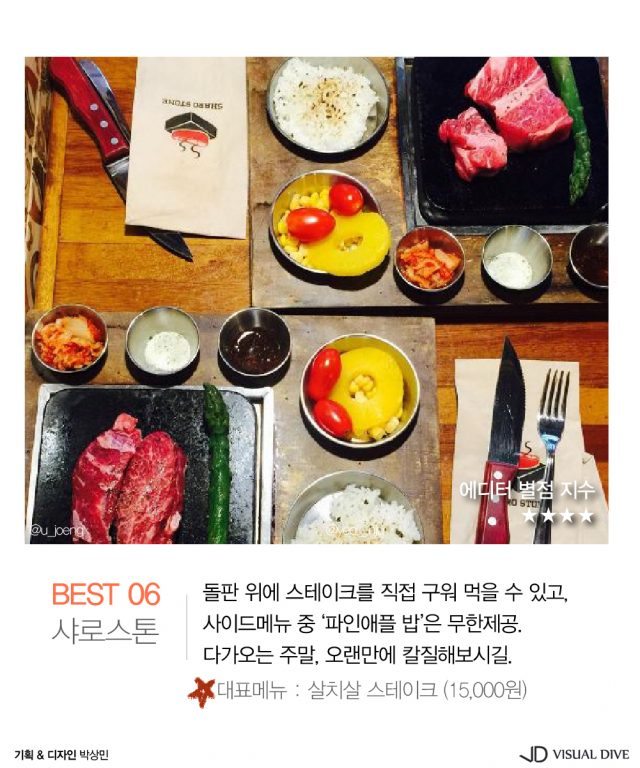 SHARO STONE
에디터 별점 지수
★★★★
@u_joeng
BEST 06
샤로스톤
돌판 위에 스테이크를 직접 구워 먹을 수 있고,
사이드메뉴 중 ‘파인애플 밥’은 무한제공.
다가오는 주말, 오랜만에 칼질해보시길.
대표메뉴 : 살치살 스테이크 (15,000원)
기획 & 디자인 박상민
VD VISUAL DIVE